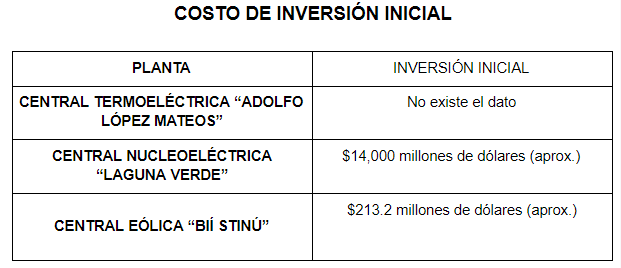 COSTO DE INVERSIÓN INICIAL
PLANTA
INVERSIÓN INICIAL
CENTRAL TERMOELÉCTRICA “ADOLFO
LÓPEZ MATEOS”
No existe el dato
CENTRAL NUCLEOELÉCTRICA
“LAGUNA VERDE”
$14,000 millones de dólares (aprox.)
CENTRAL EÓLICA “BIÍ STINÚ”
$213.2 millones de dólares (aprox.)